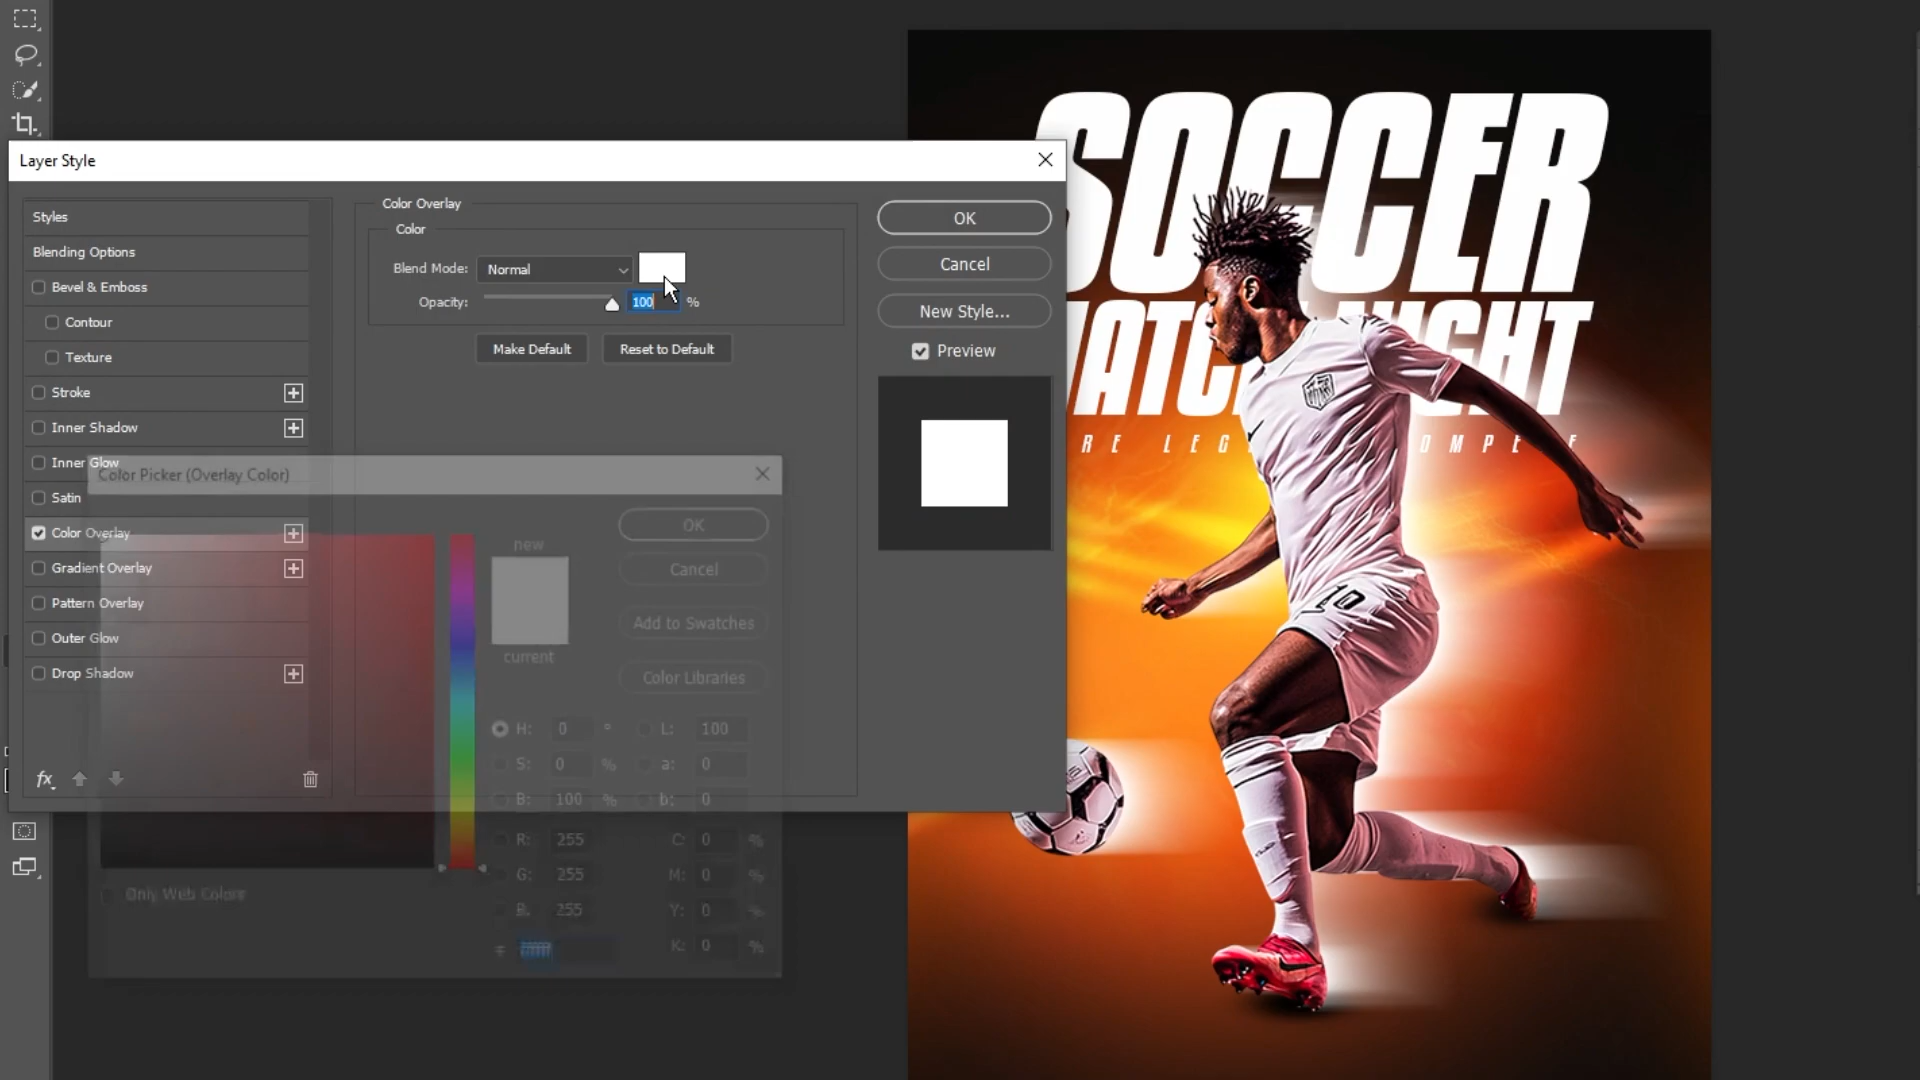 Layer Style
Styles
Blending Options
Bevel & Emboss
Contour
Texture
Stroke
Inner Shadow
Inner Glow
Satin
Color Overlay
Gradient Overlay
Pattern Overlay
Outer Glow
Drop Shadow
fx
Color Overlay
Color
Blend Mode: Normal
Opacity: 100 %
Make Default
Reset to Default
OK
Cancel
New Style...
Preview
Color Picker (Overlay Color)
new
current
OK
Cancel
Add to Swatches
Color Libraries
H: 0 ° L: 100
S: 0 % a: 0
B: 100 % b: 0
R: 255 C: 0 %
G: 255 M: 0 %
B: 255 Y: 0 %
K: 0 %
Only Web Colors
SOCCER
10